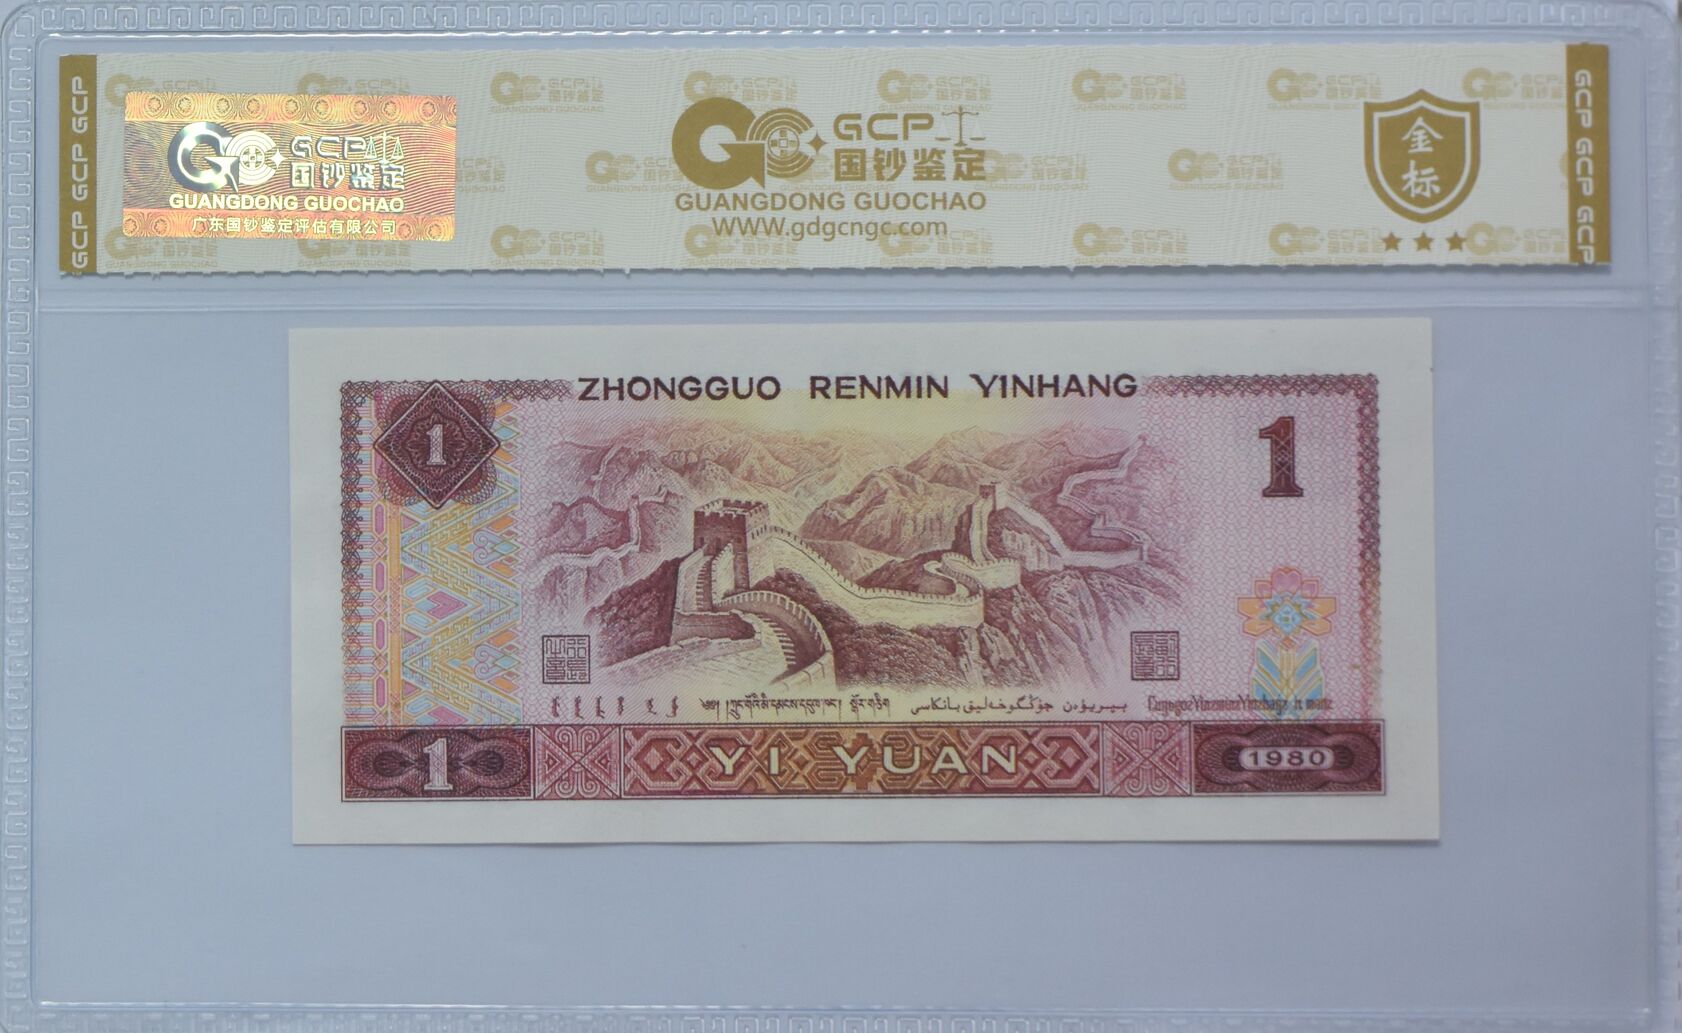 GCP GCP GCP
GCP
国钞鉴定
GUANGDONG GUOCHAO
广东国钞鉴定评估有限公司
GCP
国钞鉴定
GUANGDONG GUOCHAO
WWW.gdgcngc.com
金
标
GCP GCP GCP
ZHONGGUO RENMIN YINHANG
1
1
1
YI YUAN
1980